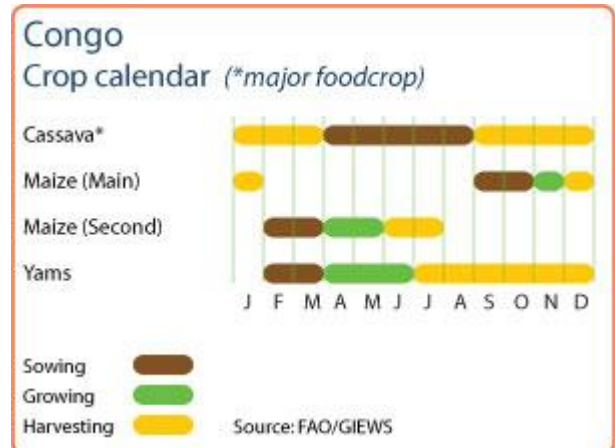 Congo
Crop calendar (*major foodcrop)
Cassava*
Maize (Main)
Maize (Second)
Yams
J F M A M J J A S O N D
Sowing
Growing
Harvesting
Source: FAO/GIEWS